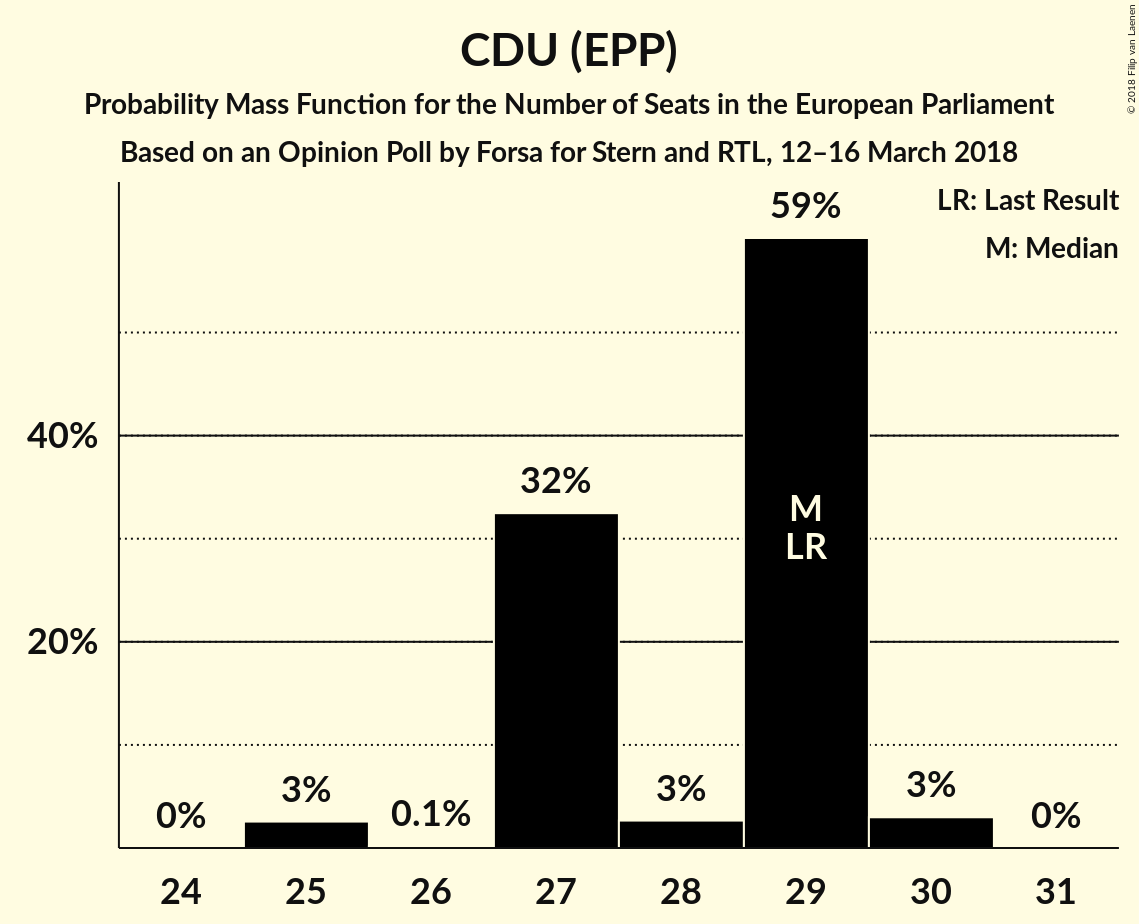 CDU (EPP)
Probability Mass Function for the Number of Seats in the European Parliament
Based on an Opinion Poll by Forsa for Stern and RTL, 12–16 March 2018
© 2018 Filip van Laenen
LR: Last Result
M: Median
59%
40%
32%
M
LR
20%
0%
3%
0.1%
3%
3%
0%
24
25
26
27
28
29
30
31